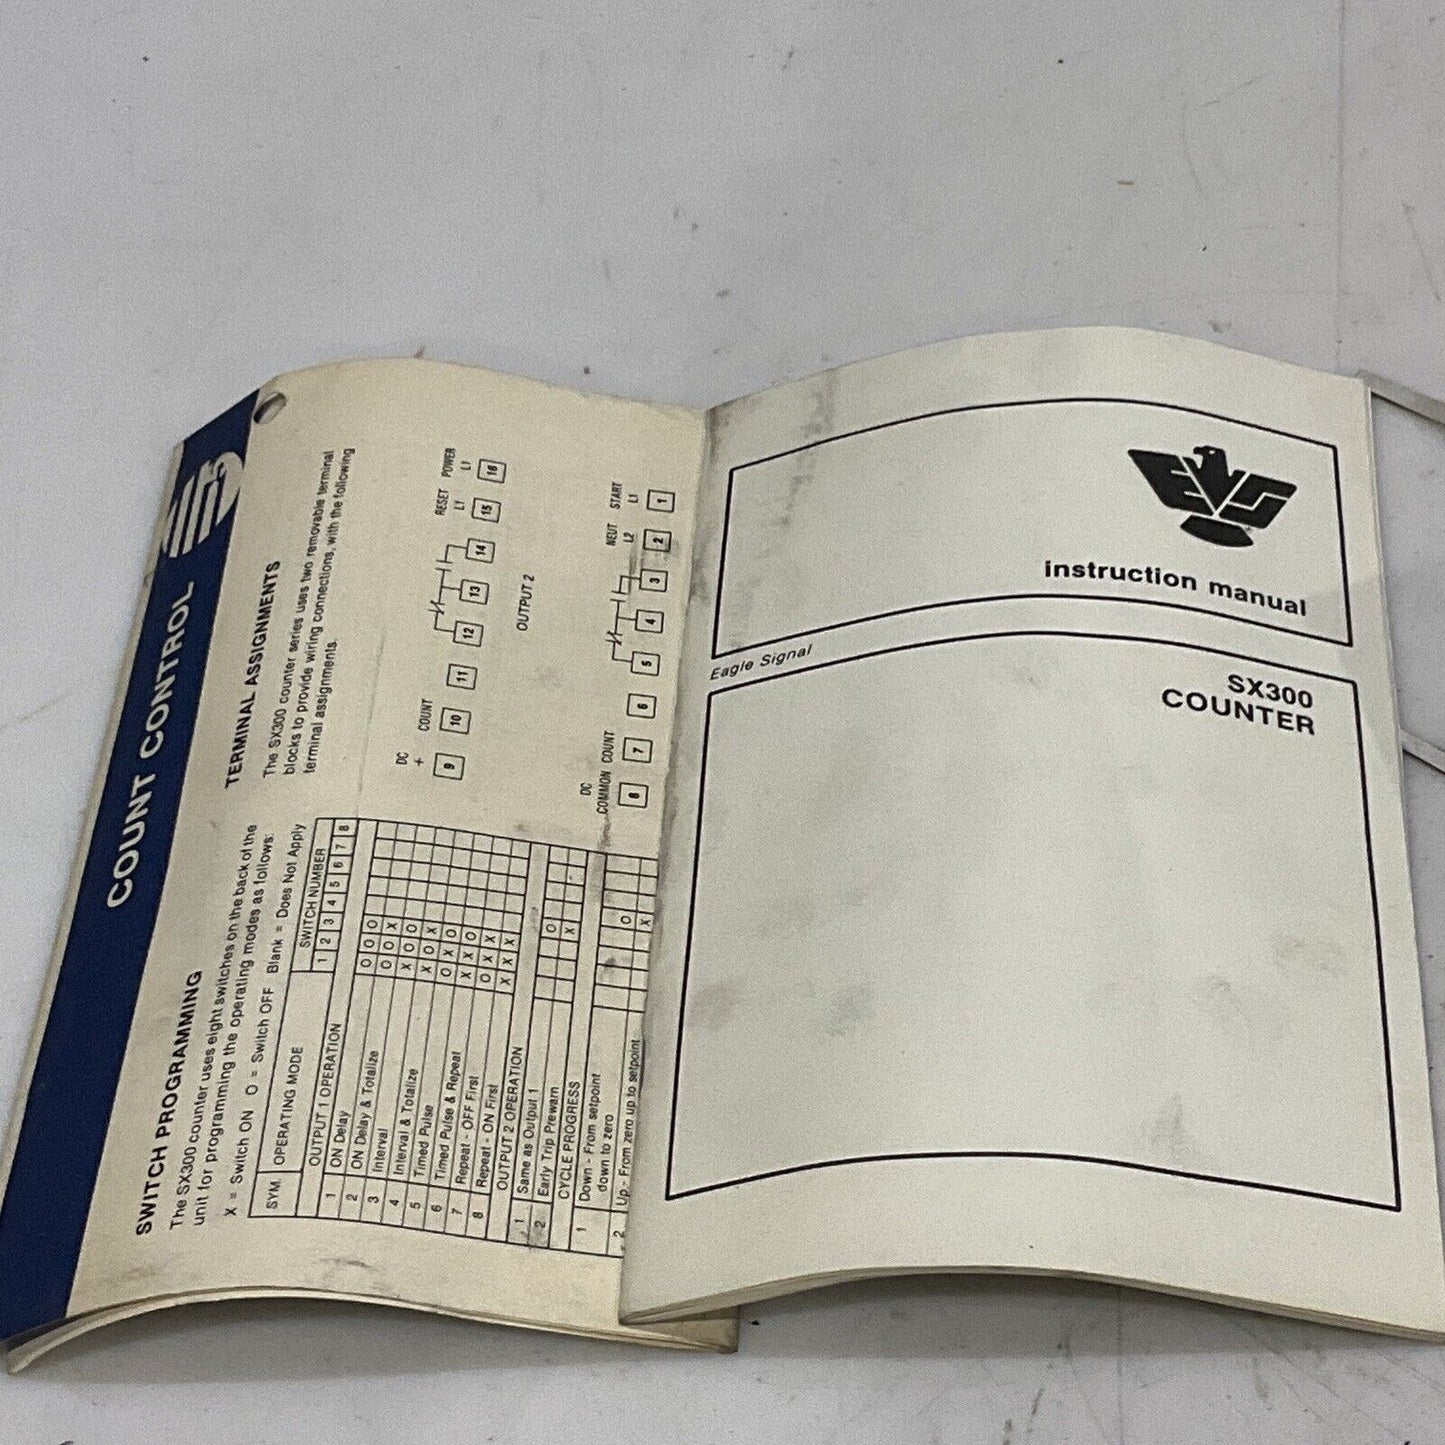 COUNT CONTROL
SWITCH PROGRAMMING
The SX300 counter uses eight switches on the back of the
unit for programming the operating modes as follows:
X = Switch ON O = Switch OFF Blank = Does Not Apply
SYM. OPERATING MODE SWITCH NUMBER
1 2 3 4 5 6 7 8
OUTPUT 1 OPERATION
1 ON Delay O O O
2 ON Delay & Totalize O O X
3 Interval X O O
4 Interval & Totalize X O X
5 Timed Pulse O X O
6 Timed Pulse & Repeat X X O
7 Repeat - OFF First O X X
8 Repeat - ON First X X X
OUTPUT 2 OPERATION
1 Same as Output 1 O
2 Early Trip Prewarn X
CYCLE PROGRESS
1 Down - From setpoint
down to zero O
2 Up - From zero up to setpoint X
TERMINAL ASSIGNMENTS
The SX300 counter series uses two removable terminal
blocks to provide wiring connections, with the following
terminal assignments.
DC
+ COUNT RESET POWER
L1 L1
9 10 11 12 13 14 15 16
OUTPUT 2
DC
COMMON COUNT NEUT START
L2 L1
8 7 6 5 4 3 2 1
EVS
instruction manual
Eagle Signal
SX300
COUNTER